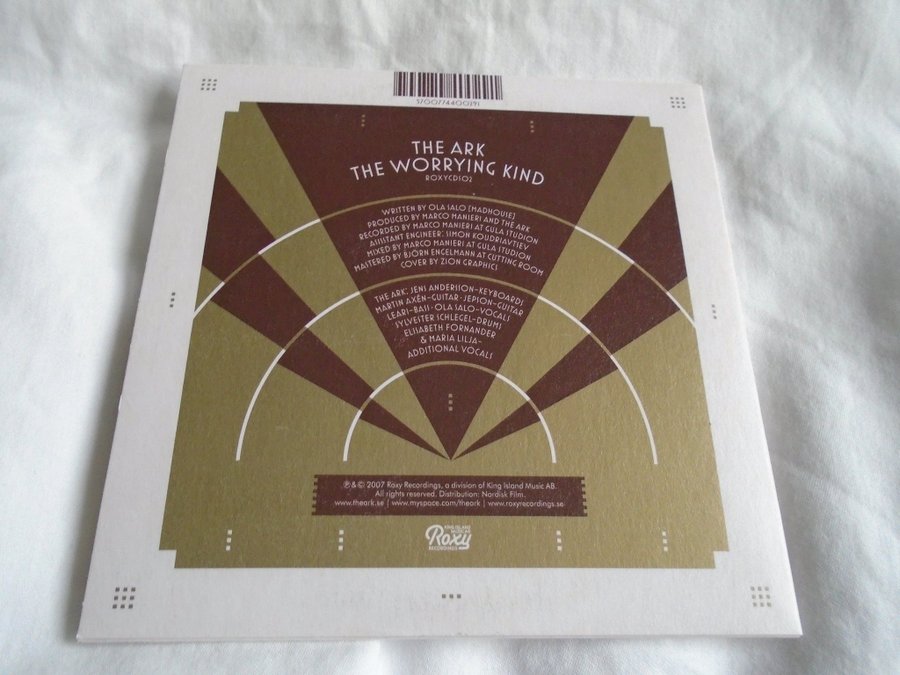 5700774400291
THE ARK
THE WORRYING KIND
ROXYCDS02
WRITTEN BY OLA SALO [MADHOUSE]
PRODUCED BY MARCO MANIERI AND THE ARK
RECORDED BY MARCO MANIERI AT GULA STUDION
ASSISTANT ENGINEER: SIMON KOUDRIAVTSEV
MIXED BY MARCO MANIERI AT GULA STUDION
MASTERED BY BJÖRN ENGELMANN AT CUTTING ROOM
COVER BY ZION GRAPHICS
THE ARK: JENS ANDERSSON-KEYBOARDS
MARTIN AXÉN-GUITAR · JEPSON-GUITAR
LEARI-BASS · OLA SALO-VOCALS
SYLVESTER SCHLEGEL-DRUMS
ELISABETH FORNANDER
& MARIA LILJA-
ADDITIONAL VOCALS
℗&© 2007 Roxy Recordings, a division of King Island Music AB.
All rights reserved. Distribution: Nordisk Film.
www.theark.se | www.myspace.com/theark | www.roxyrecordings.se
KING ISLAND
Roxy
RECORDINGS